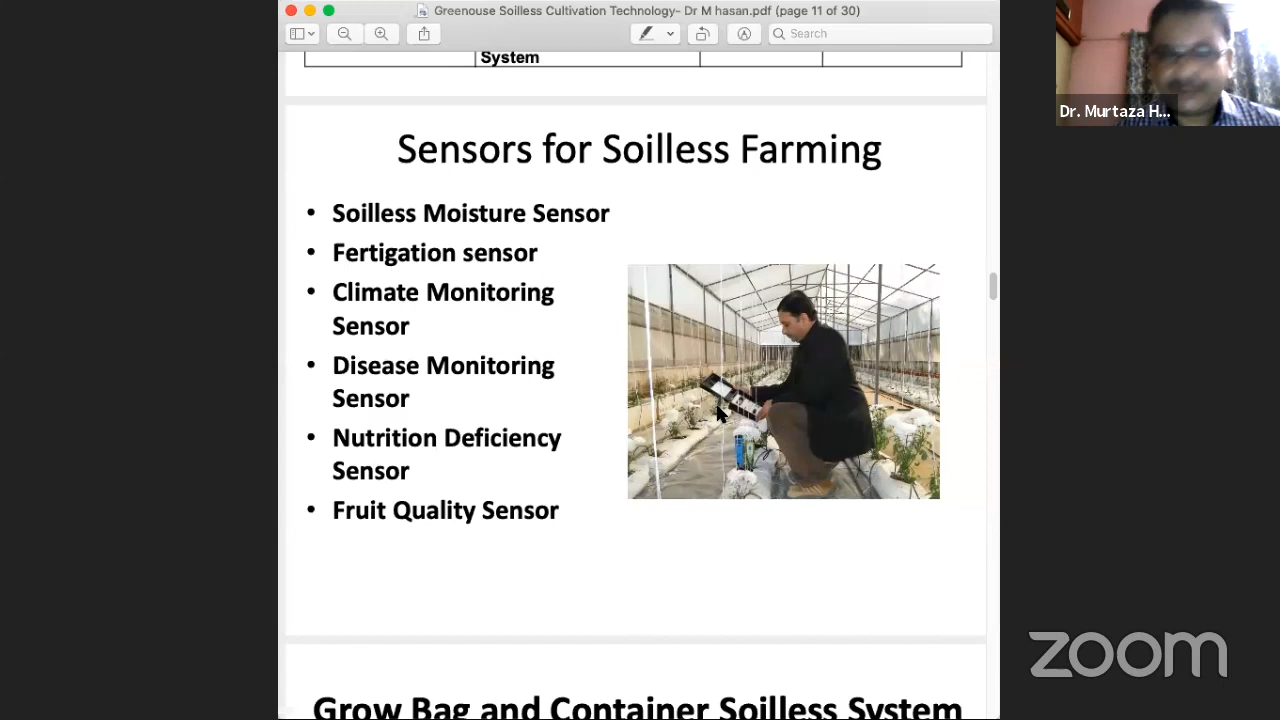 Greenouse Soilless Cultivation Technology- Dr M hasan.pdf (page 11 of 30)
Search
System
Dr. Murtaza H...
Sensors for Soilless Farming
• Soilless Moisture Sensor
• Fertigation sensor
• Climate Monitoring
Sensor
• Disease Monitoring
Sensor
• Nutrition Deficiency
Sensor
• Fruit Quality Sensor
zoom
Grow Bag and Container Soilless System